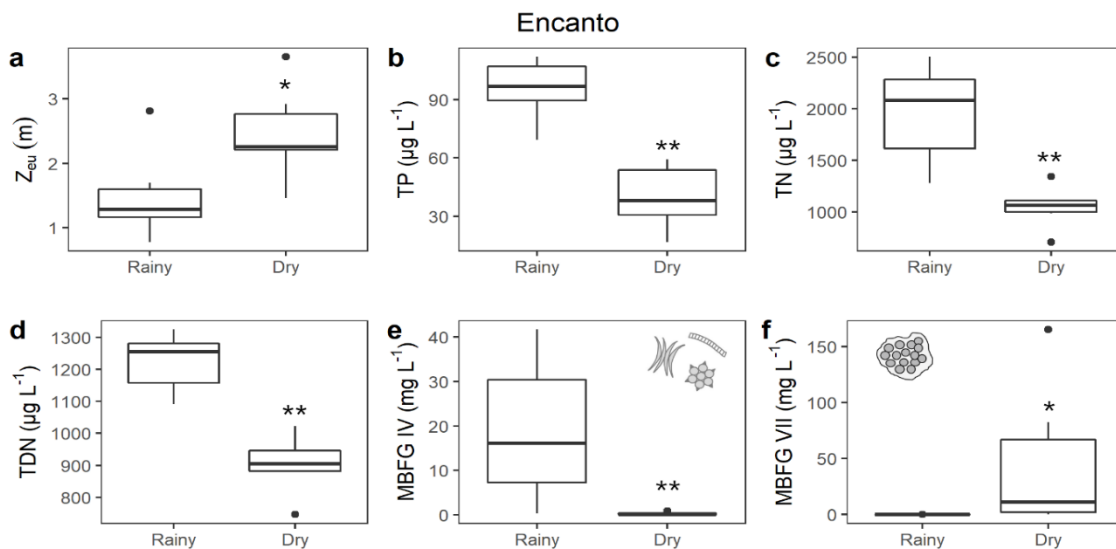 Encanto
a
Zeu (m)
3
2
1
*
Rainy
Dry
b
TP (µg L⁻¹)
90
60
30
**
Rainy
Dry
c
TN (µg L⁻¹)
2500
2000
1500
1000
**
Rainy
Dry
d
TDN (µg L⁻¹)
1300
1200
1100
1000
900
800
**
Rainy
Dry
e
MBFG IV (mg L⁻¹)
40
30
20
10
0
**
Rainy
Dry
f
MBFG VII (mg L⁻¹)
150
100
50
0
*
Rainy
Dry